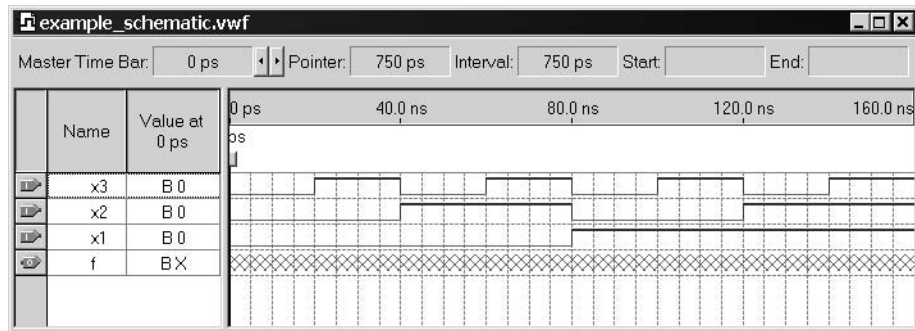 example_schematic.vwf
Master Time Bar: 0 ps Pointer: 750 ps Interval: 750 ps Start: End:
Name Value at 0 ps 0 ps 40.0 ns 80.0 ns 120.0 ns 160.0 ns
ps
x3 B 0
x2 B 0
x1 B 0
f B X